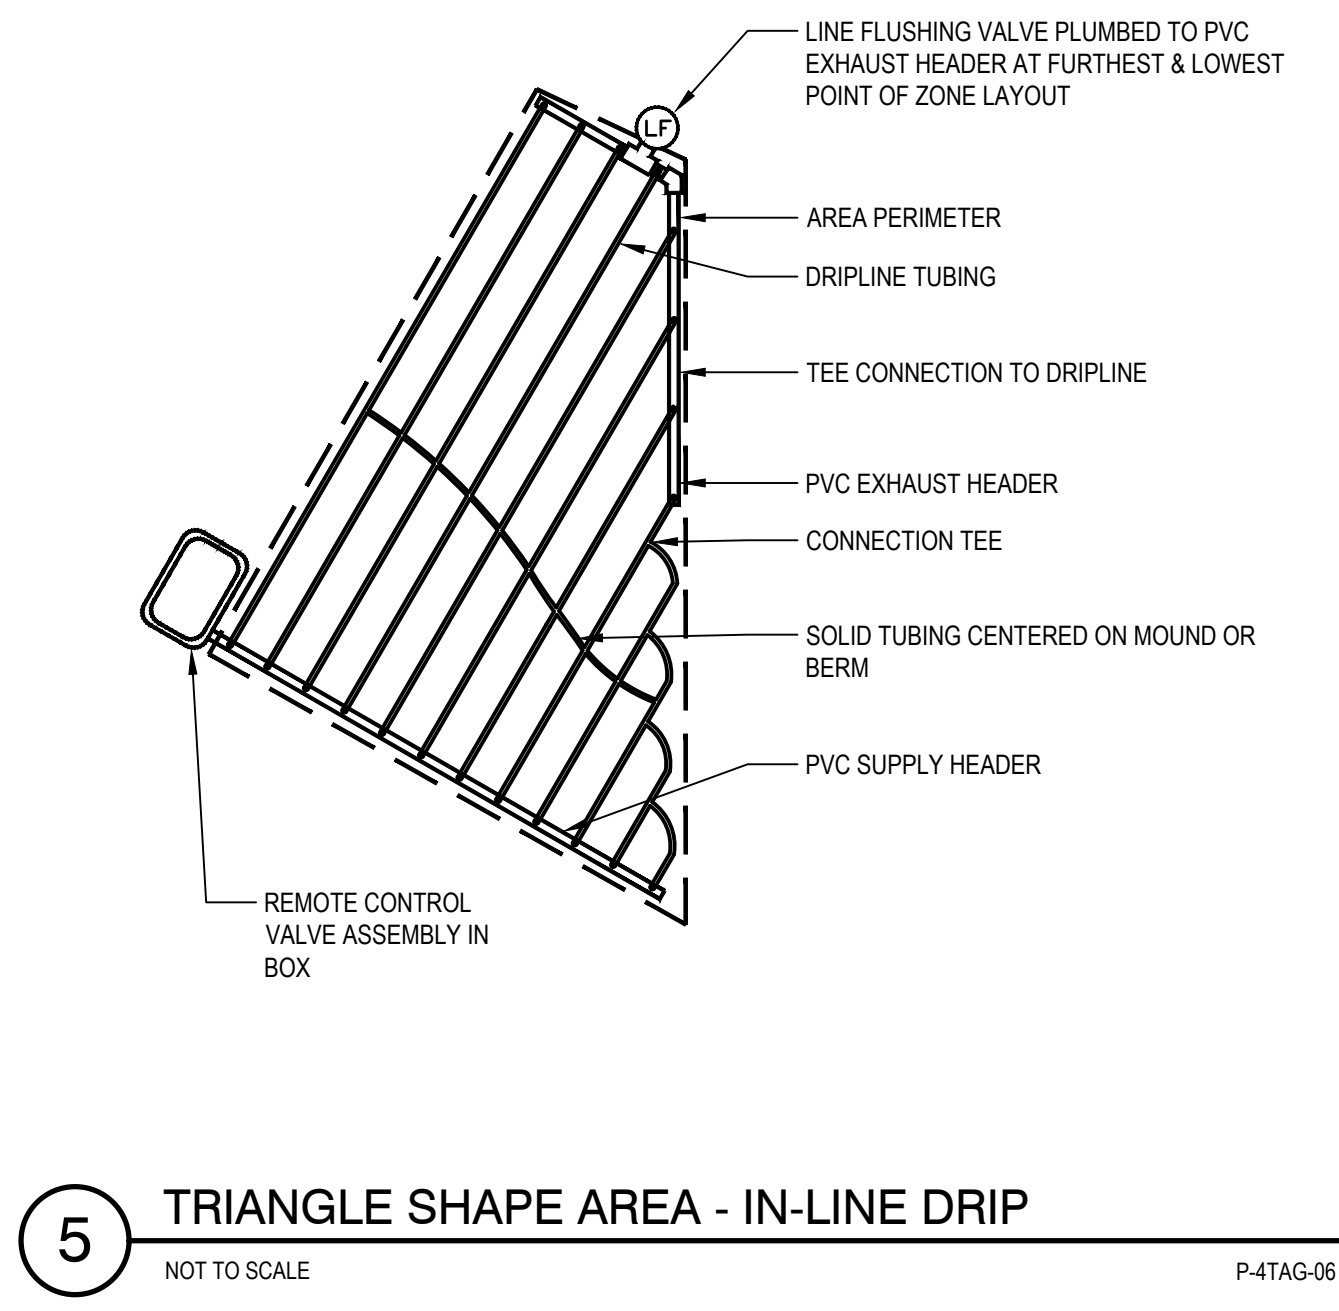 LINE FLUSHING VALVE PLUMBED TO PVC
EXHAUST HEADER AT FURTHEST & LOWEST
POINT OF ZONE LAYOUT
LF
AREA PERIMETER
DRIPLINE TUBING
TEE CONNECTION TO DRIPLINE
PVC EXHAUST HEADER
CONNECTION TEE
SOLID TUBING CENTERED ON MOUND OR
BERM
PVC SUPPLY HEADER
REMOTE CONTROL
VALVE ASSEMBLY IN
BOX
5
TRIANGLE SHAPE AREA - IN-LINE DRIP
NOT TO SCALE
P-4TAG-06